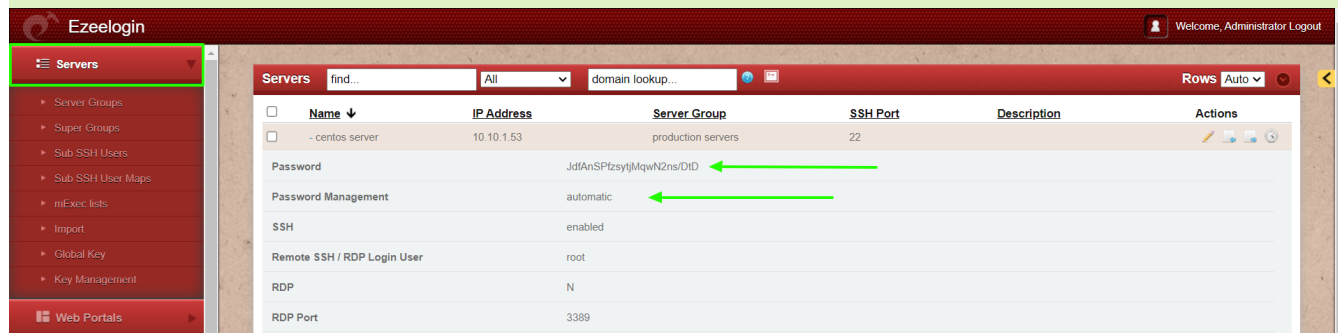 Ezeelogin
Welcome, Administrator Logout
Servers
Server Groups
Super Groups
Sub SSH Users
Sub SSH User Maps
mExec lists
Import
Global Key
Key Management
Web Portals
Servers find... All domain lookup... Rows Auto
Name IP Address Server Group SSH Port Description Actions
- centos server 10.10.1.53 production servers 22
Password JdfAnSPfzsytjMqwN2ns/DtD
Password Management automatic
SSH enabled
Remote SSH / RDP Login User root
RDP N
RDP Port 3389